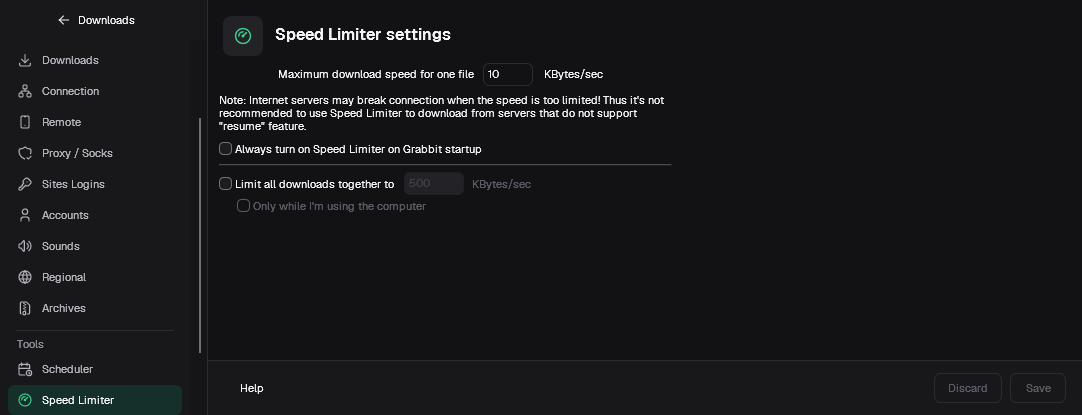 Downloads
Downloads
Connection
Remote
Proxy / Socks
Sites Logins
Accounts
Sounds
Regional
Archives
Tools
Scheduler
Speed Limiter
Speed Limiter settings
Maximum download speed for one file 10 KBytes/sec
Note: Internet servers may break connection when the speed is too limited! Thus it's not
recommended to use Speed Limiter to download from servers that do not support
"resume" feature.
Always turn on Speed Limiter on Grabbit startup
Limit all downloads together to 500 KBytes/sec
Only while I'm using the computer
Help
Discard
Save